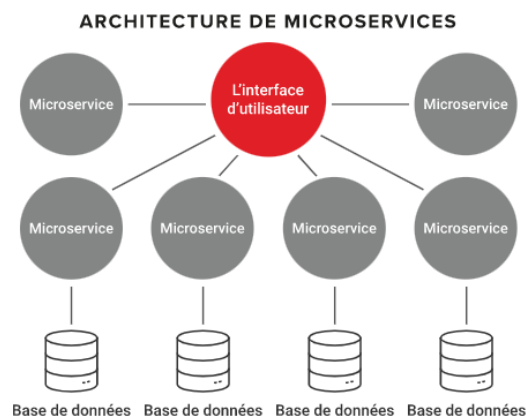 ARCHITECTURE DE MICROSERVICES
L'interface
d'utilisateur
Microservice
Microservice
Microservice
Microservice
Microservice
Microservice
Base de données
Base de données
Base de données
Base de données